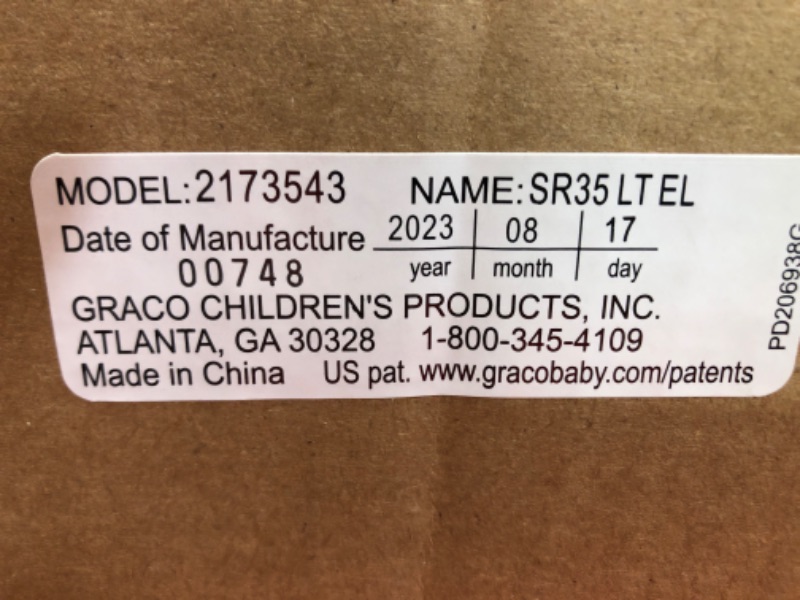 MODEL: 2173543 NAME: SR35 LT EL
Date of Manufacture 2023 08 17
00748 year month day
GRACO CHILDREN'S PRODUCTS, INC.
ATLANTA, GA 30328 1-800-345-4109
Made in China US pat. www.gracobaby.com/patents
PD206938G